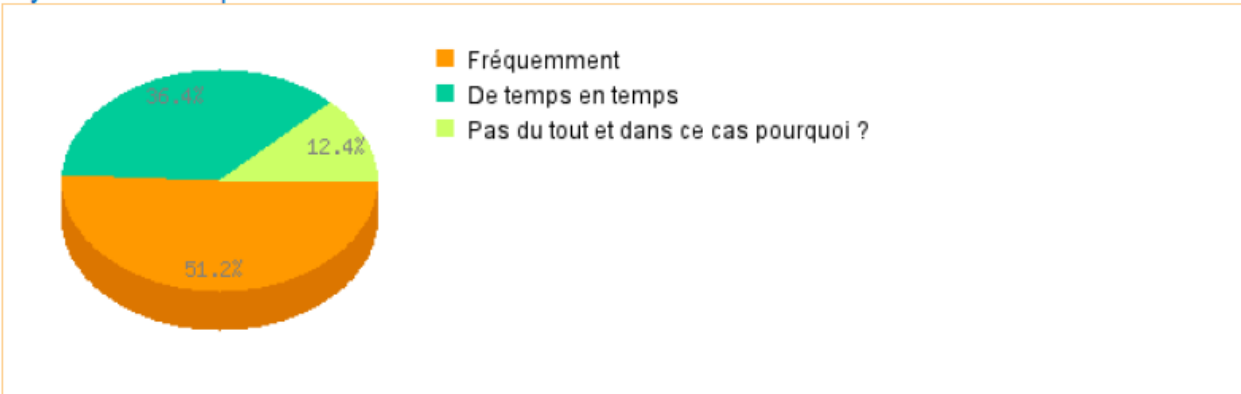 Fréquemment
De temps en temps
Pas du tout et dans ce cas pourquoi ?
36.4%
12.4%
51.2%